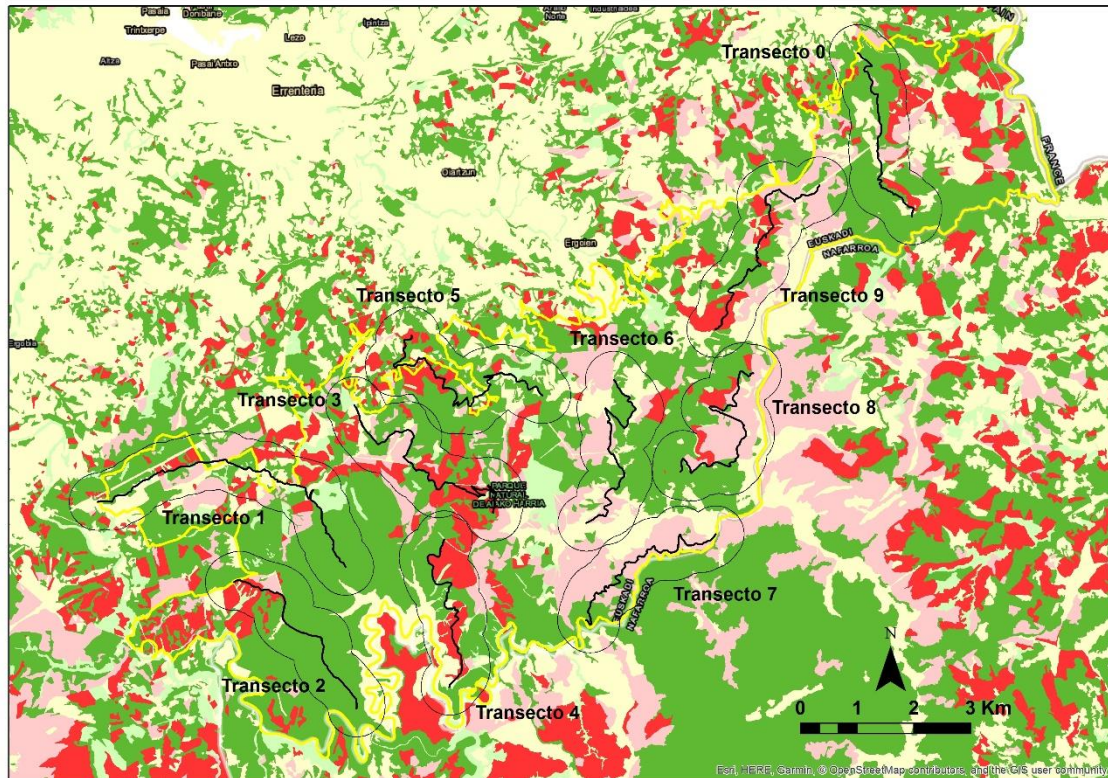 Pasaia
Donibane
Trintxerpe
Lezo
Altza
Pasai Antxo
Errenteria
Oiartzun
Ergoien
Ergobia
Transecto 0
SPAIN
FRANCE
EUSKADI
NAFARROA
Transecto 9
Transecto 5
Transecto 6
Transecto 3
Transecto 8
PARQUE
NATURAL
DE AIAKO HARRIA
Transecto 1
EUSKADI
NAFARROA
Transecto 7
Transecto 2
Transecto 4
N
0 1 2 3 Km
Esri, HERE, Garmin, © OpenStreetMap contributors, and the GIS user community